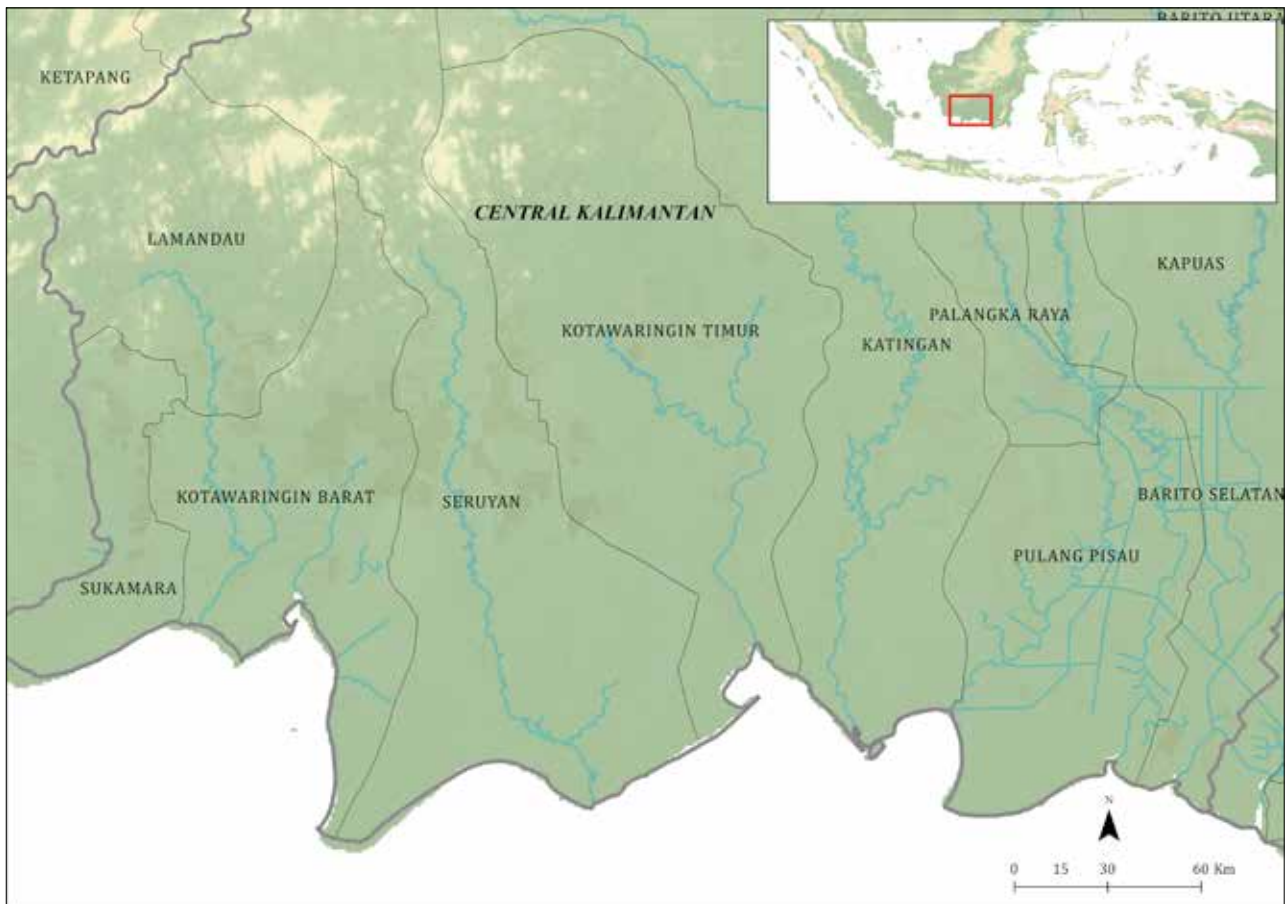 BARITO UTARA
KETAPANG
CENTRAL KALIMANTAN
LAMANDAU
KAPUAS
PALANGKA RAYA
KOTAWARINGIN TIMUR
KATINGAN
KOTAWARINGIN BARAT
SERUYAN
BARITO SELATAN
PULANG PISAU
SUKAMARA
N
0 15 30 60 Km